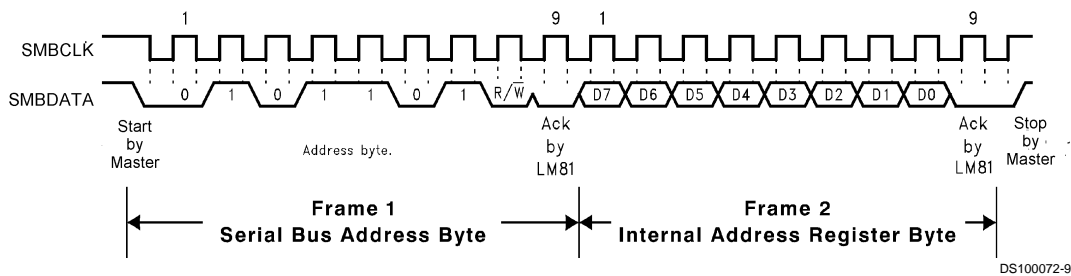 1 9 1 9
SMBCLK
SMBDATA 0 1 0 1 1 0 1 R/W D7 D6 D5 D4 D3 D2 D1 D0
Start
by
Master
Address byte.
Ack
by
LM81
Ack
by
LM81
Stop
by
Master
Frame 1
Serial Bus Address Byte
Frame 2
Internal Address Register Byte
DS100072-9